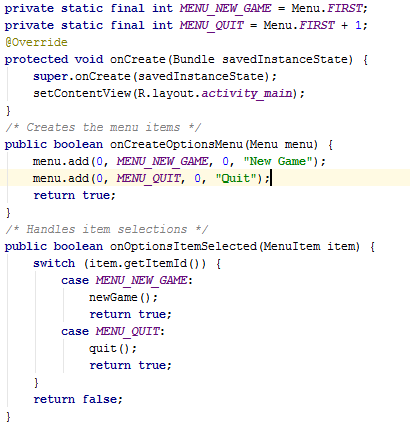 private static final int MENU_NEW_GAME = Menu.FIRST;
private static final int MENU_QUIT = Menu.FIRST + 1;
@Override
protected void onCreate(Bundle savedInstanceState) {
    super.onCreate(savedInstanceState);
    setContentView(R.layout.activity_main);
}
/* Creates the menu items */
public boolean onCreateOptionsMenu(Menu menu) {
    menu.add(0, MENU_NEW_GAME, 0, "New Game");
    menu.add(0, MENU_QUIT, 0, "Quit");
    return true;
}
/* Handles item selections */
public boolean onOptionsItemSelected(MenuItem item) {
    switch (item.getItemId()) {
        case MENU_NEW_GAME:
            newGame();
            return true;
        case MENU_QUIT:
            quit();
            return true;
    }
    return false;
}